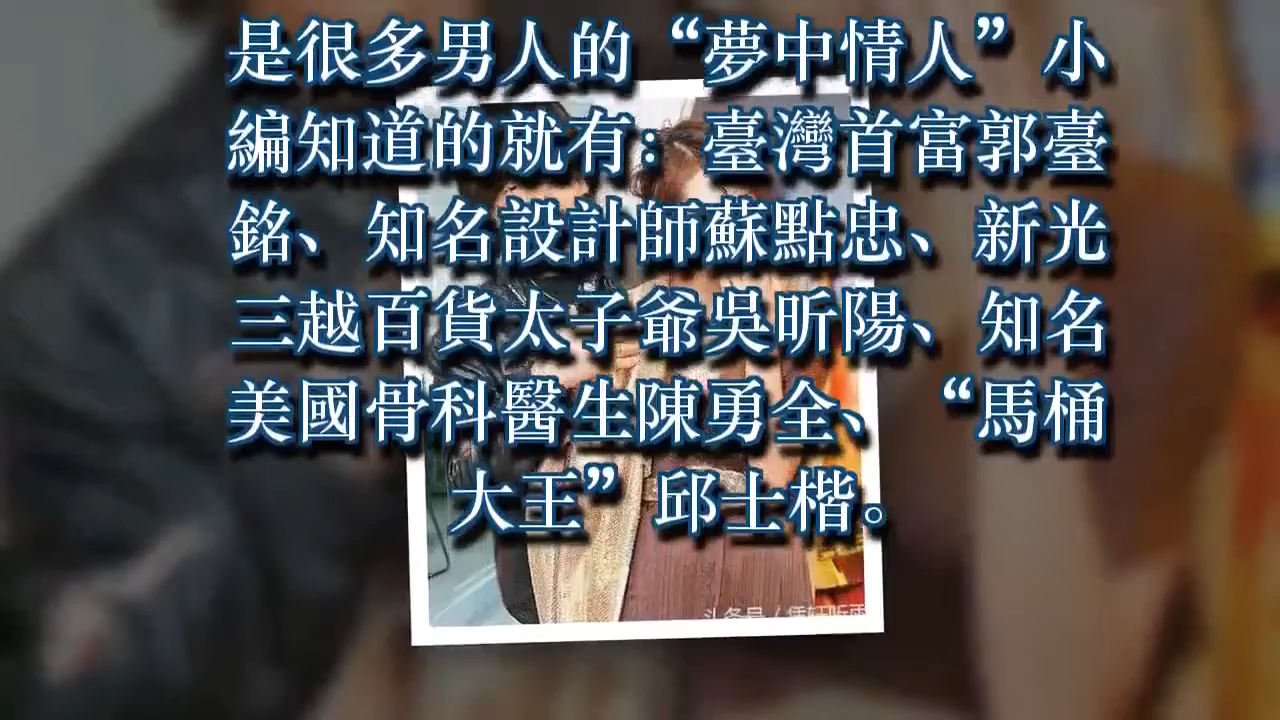 是很多男人的“夢中情人”小
編知道的就有：臺灣首富郭臺
銘、知名設計師蘇點忠、新光
三越百貨太子爺吳昕陽、知名
美國骨科醫生陳勇全、“馬桶
大王”邱士楷。
头条号 /